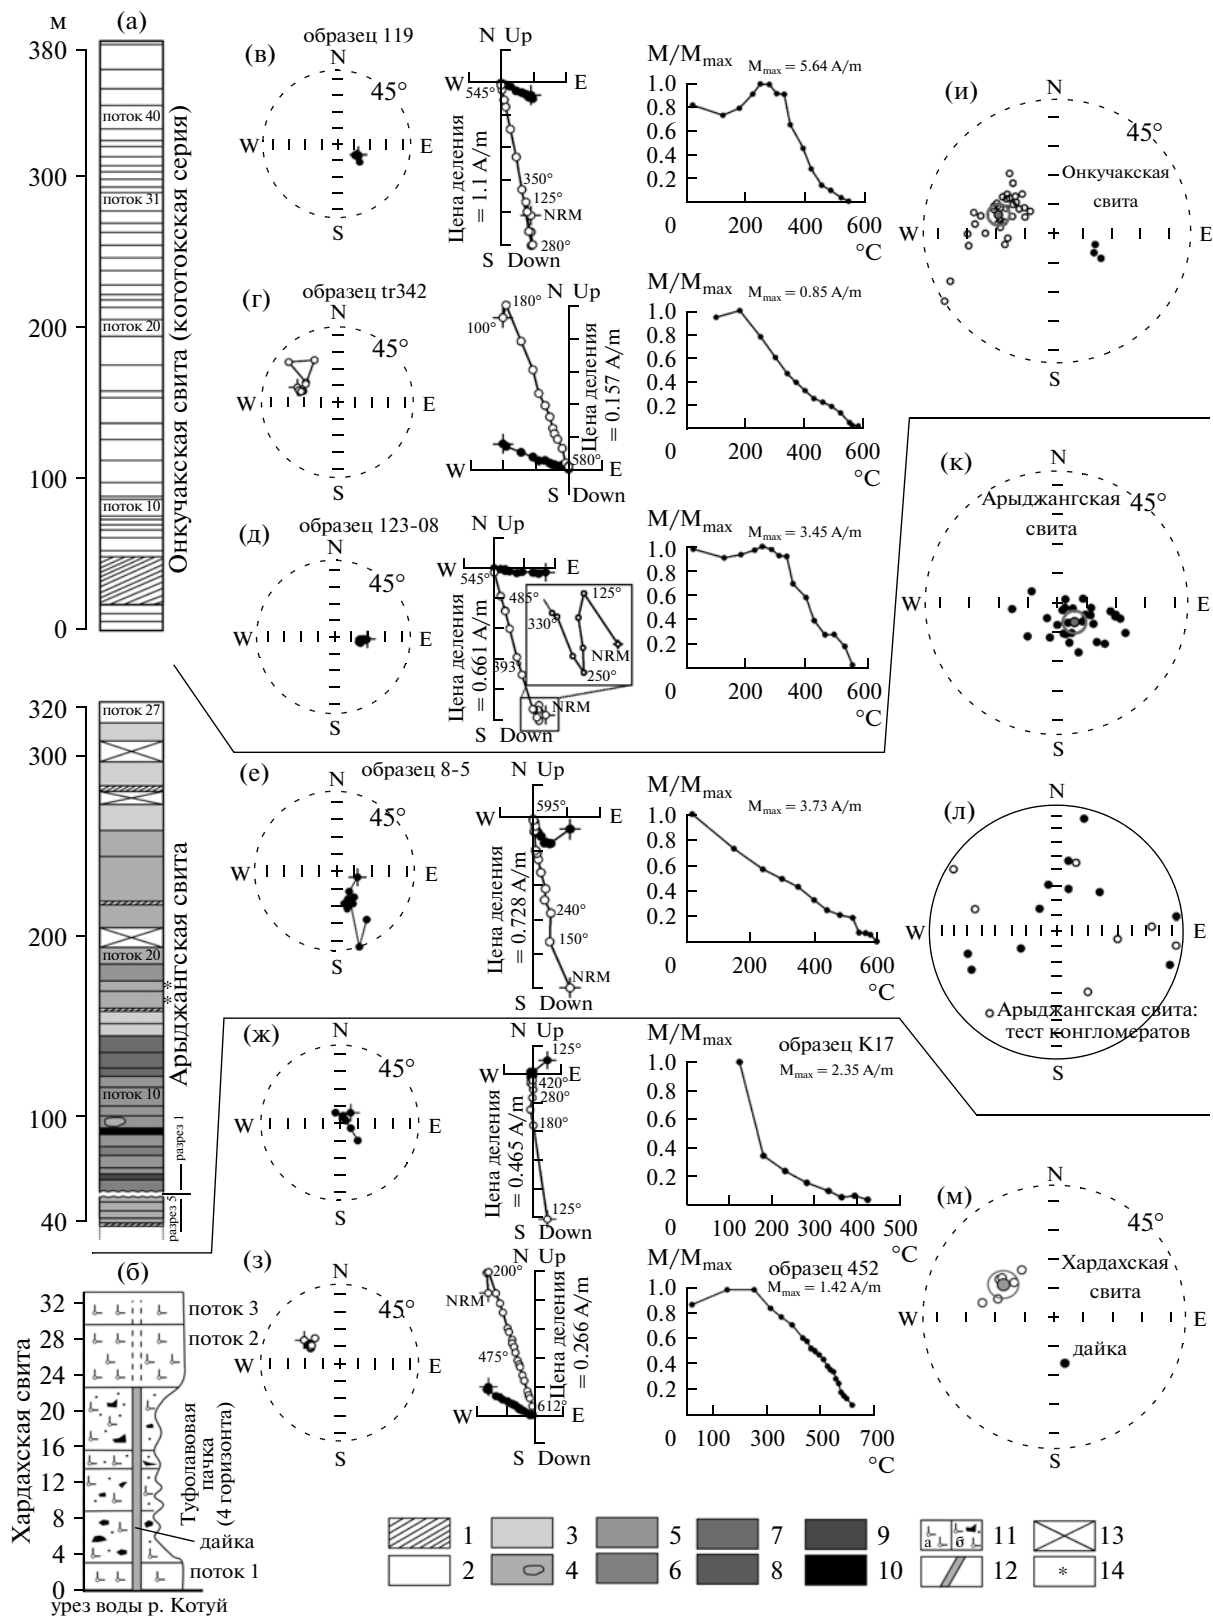 м
(а)
380
300
200
100
0
поток 40
поток 31
поток 20
поток 10
Онкучакская свита (коготокская серия)
320
300
200
100
40
поток 27
поток 20
поток 10
*
*
разрез 1
разрез 5
Арыджангская свита
(б)
32
28
24
20
16
12
8
4
0
Хардахская свита
поток 3
поток 2
Туфолавовая
пачка
(4 горизонта)
дайка
поток 1
урез воды р. Котуй
(в)
образец 119
N
45°
W
E
S
N Up
W
E
545°
350°
125°
NRM
280°
S Down
Цена деления
= 1.1 A/m
M/Mmax
Mmax = 5.64 A/m
1.0
0.8
0.6
0.4
0.2
0
200
400
600
°C
(г)
образец tr342
N
45°
W
E
S
N Up
180°
100°
580°
W
E
S Down
Цена деления
= 0.157 A/m
M/Mmax
Mmax = 0.85 A/m
1.0
0.8
0.6
0.4
0.2
0
200
400
600
°C
(д)
образец 123-08
N
45°
W
E
S
N Up
W
E
545°
485°
393°
NRM
125°
330°
NRM
250°
S Down
Цена деления
= 0.661 A/m
M/Mmax
Mmax = 3.45 A/m
1.0
0.8
0.6
0.4
0.2
0
200
400
600
°C
(е)
образец 8-5
N
45°
W
E
S
N Up
595°
W
E
240°
150°
NRM
S Down
Цена деления
= 0.728 A/m
M/Mmax
Mmax = 3.73 A/m
1.0
0.8
0.6
0.4
0.2
0
200
400
600
°C
(ж)
N
45°
W
E
S
N Up
125°
W
E
420°
280°
180°
125°
S Down
Цена деления
= 0.465 A/m
M/Mmax
образец K17
Mmax = 2.35 A/m
1.0
0.8
0.6
0.4
0.2
0
100
200
300
400
500
°C
(з)
N
45°
W
E
S
N Up
200°
NRM
475°
612°
W
E
S Down
Цена деления
= 0.266 A/m
M/Mmax
образец 452
Mmax = 1.42 A/m
1.0
0.8
0.6
0.4
0.2
0
100
300
500
700
°C
(и)
N
45°
Онкучакская
свита
W
E
S
(к)
N
Арыджангская
свита
45°
W
E
S
(л)
N
W
E
Арыджангская свита:
тест конгломератов
S
(м)
N
45°
Хардахская
свита
W
E
дайка
S
1
3
5
7
9
а
б
11
13
2
4
6
8
10
12
*
14